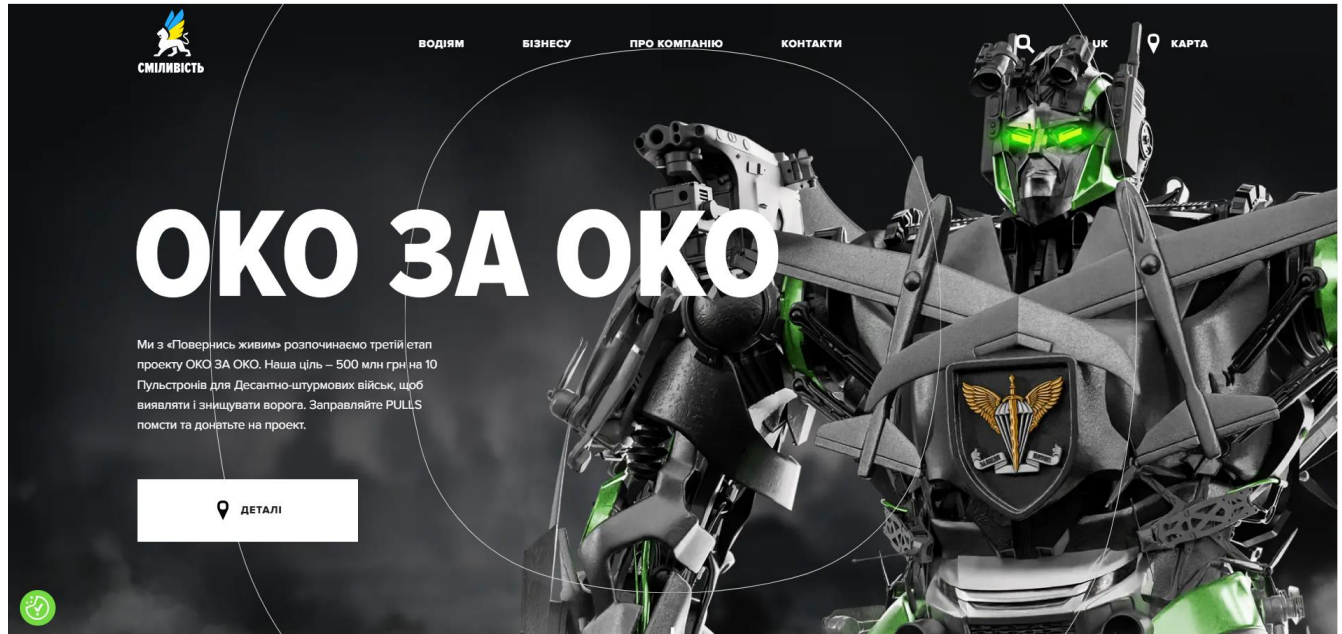 СМІЛИВІСТЬ
ВОДІЯМ
БІЗНЕСУ
ПРО КОМПАНІЮ
КОНТАКТИ
UK
КАРТА
ОКО ЗА ОКО
Ми з «Повернись живим» розпочинаємо третій етап
проекту ОКО ЗА ОКО. Наша ціль – 500 млн грн на 10
Пульстронів для Десантно-штурмових військ, щоб
виявляти і знищувати ворога. Заправляйте PULLS
помсти та донатьте на проект.
ДЕТАЛІ